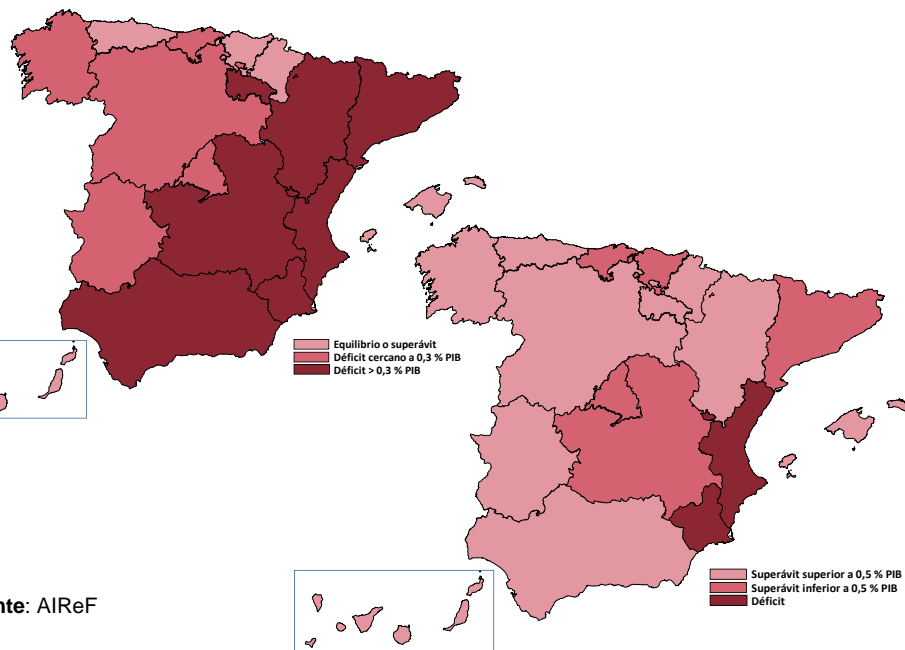 Equilibrio o superávit
Déficit cercano a 0,3 % PIB
Déficit > 0,3 % PIB
Superávit superior a 0,5 % PIB
Superávit inferior a 0,5 % PIB
Déficit
nte: AIReF